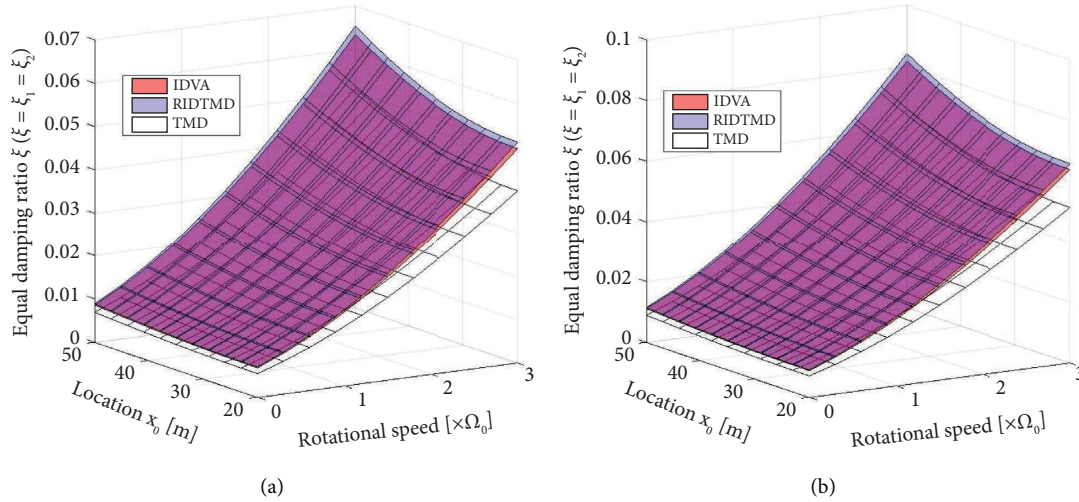 Equal damping ratio ξ (ξ = ξ₁ = ξ₂)
0.07
0.06
0.05
0.04
0.03
0.02
0.01
0
IDVA
RIDTMD
TMD
50
40
30
20
Location x₀ [m]
0
1
2
3
Rotational speed [×Ω₀]
(a)
Equal damping ratio ξ (ξ = ξ₁ = ξ₂)
0.1
0.08
0.06
0.04
0.02
0
IDVA
RIDTMD
TMD
50
40
30
20
Location x₀ [m]
0
1
2
3
Rotational speed [×Ω₀]
(b)